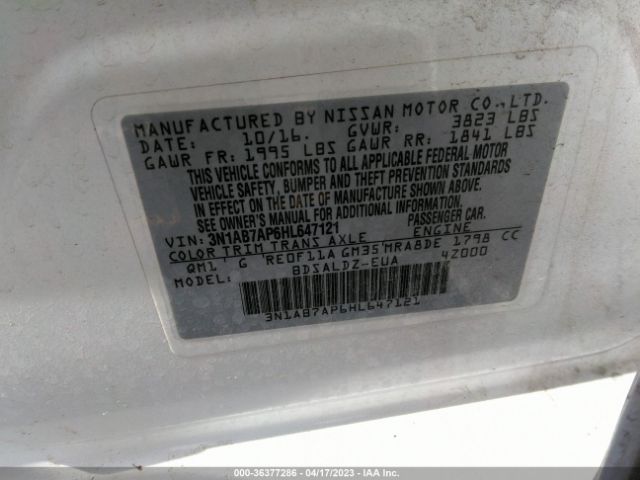 MANUFACTURED BY NISSAN MOTOR CO., LTD.
DATE: 10/16. GVWR: 3823 LBS
GAWR FR: 1995 LBS GAWR RR: 1841 LBS
THIS VEHICLE CONFORMS TO ALL APPLICABLE FEDERAL MOTOR
VEHICLE SAFETY, BUMPER AND THEFT PREVENTION STANDARDS
IN EFFECT ON THE DATE OF MANUFACTURE SHOWN ABOVE.
SEE OWNER'S MANUAL FOR ADDITIONAL INFORMATION.
VIN: 3N1AB7AP6HL647121 PASSENGER CAR.
COLOR TRIM TRANS AXLE ENGINE
QM1 G RE0F11A GM35 MRA8DE 1798 CC
MODEL: BDSALDZ-EUA 4Z000
3N1AB7AP6HL647121
000-36377286 - 04/17/2023 - IAAI.com